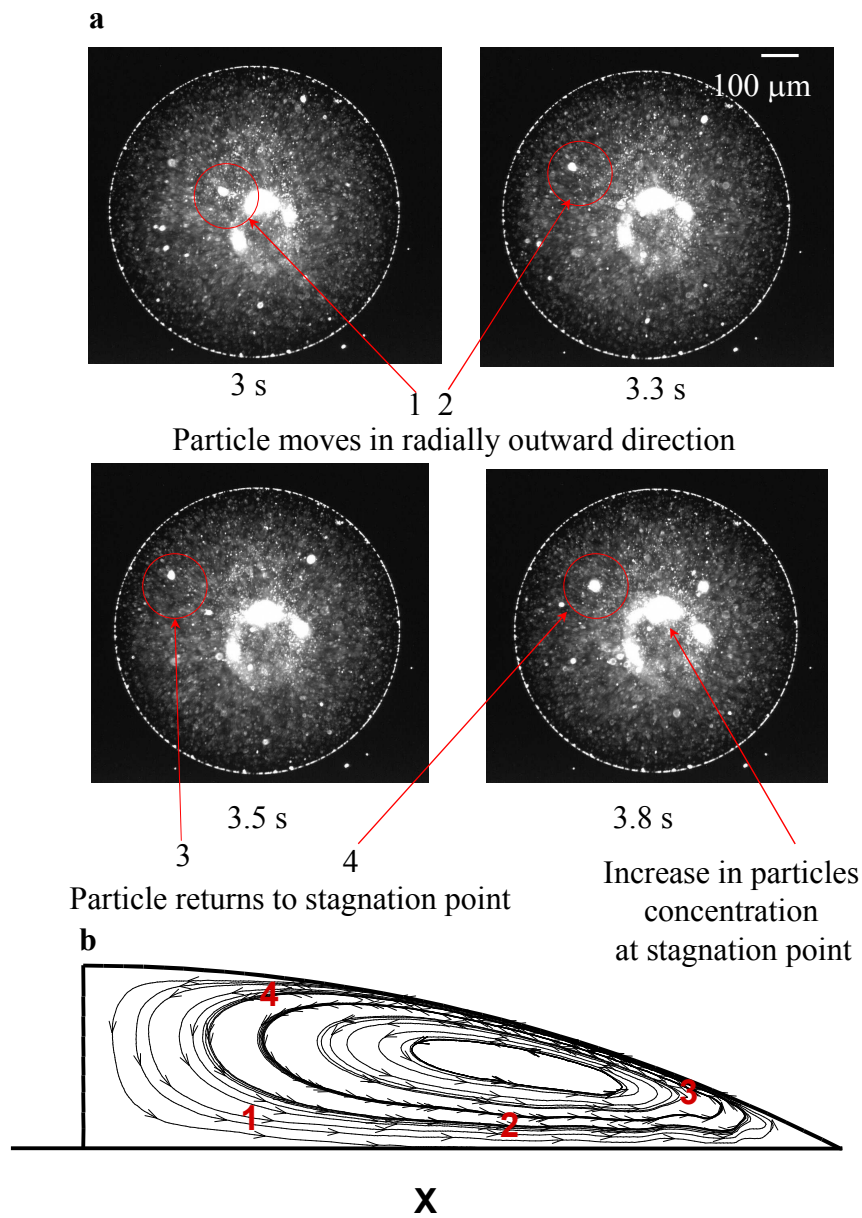 a
100 µm
3 s
3.3 s
1 2
Particle moves in radially outward direction
3.5 s
3.8 s
3
4
Particle returns to stagnation point
Increase in particles
concentration
at stagnation point
b
4
3
1
2
X